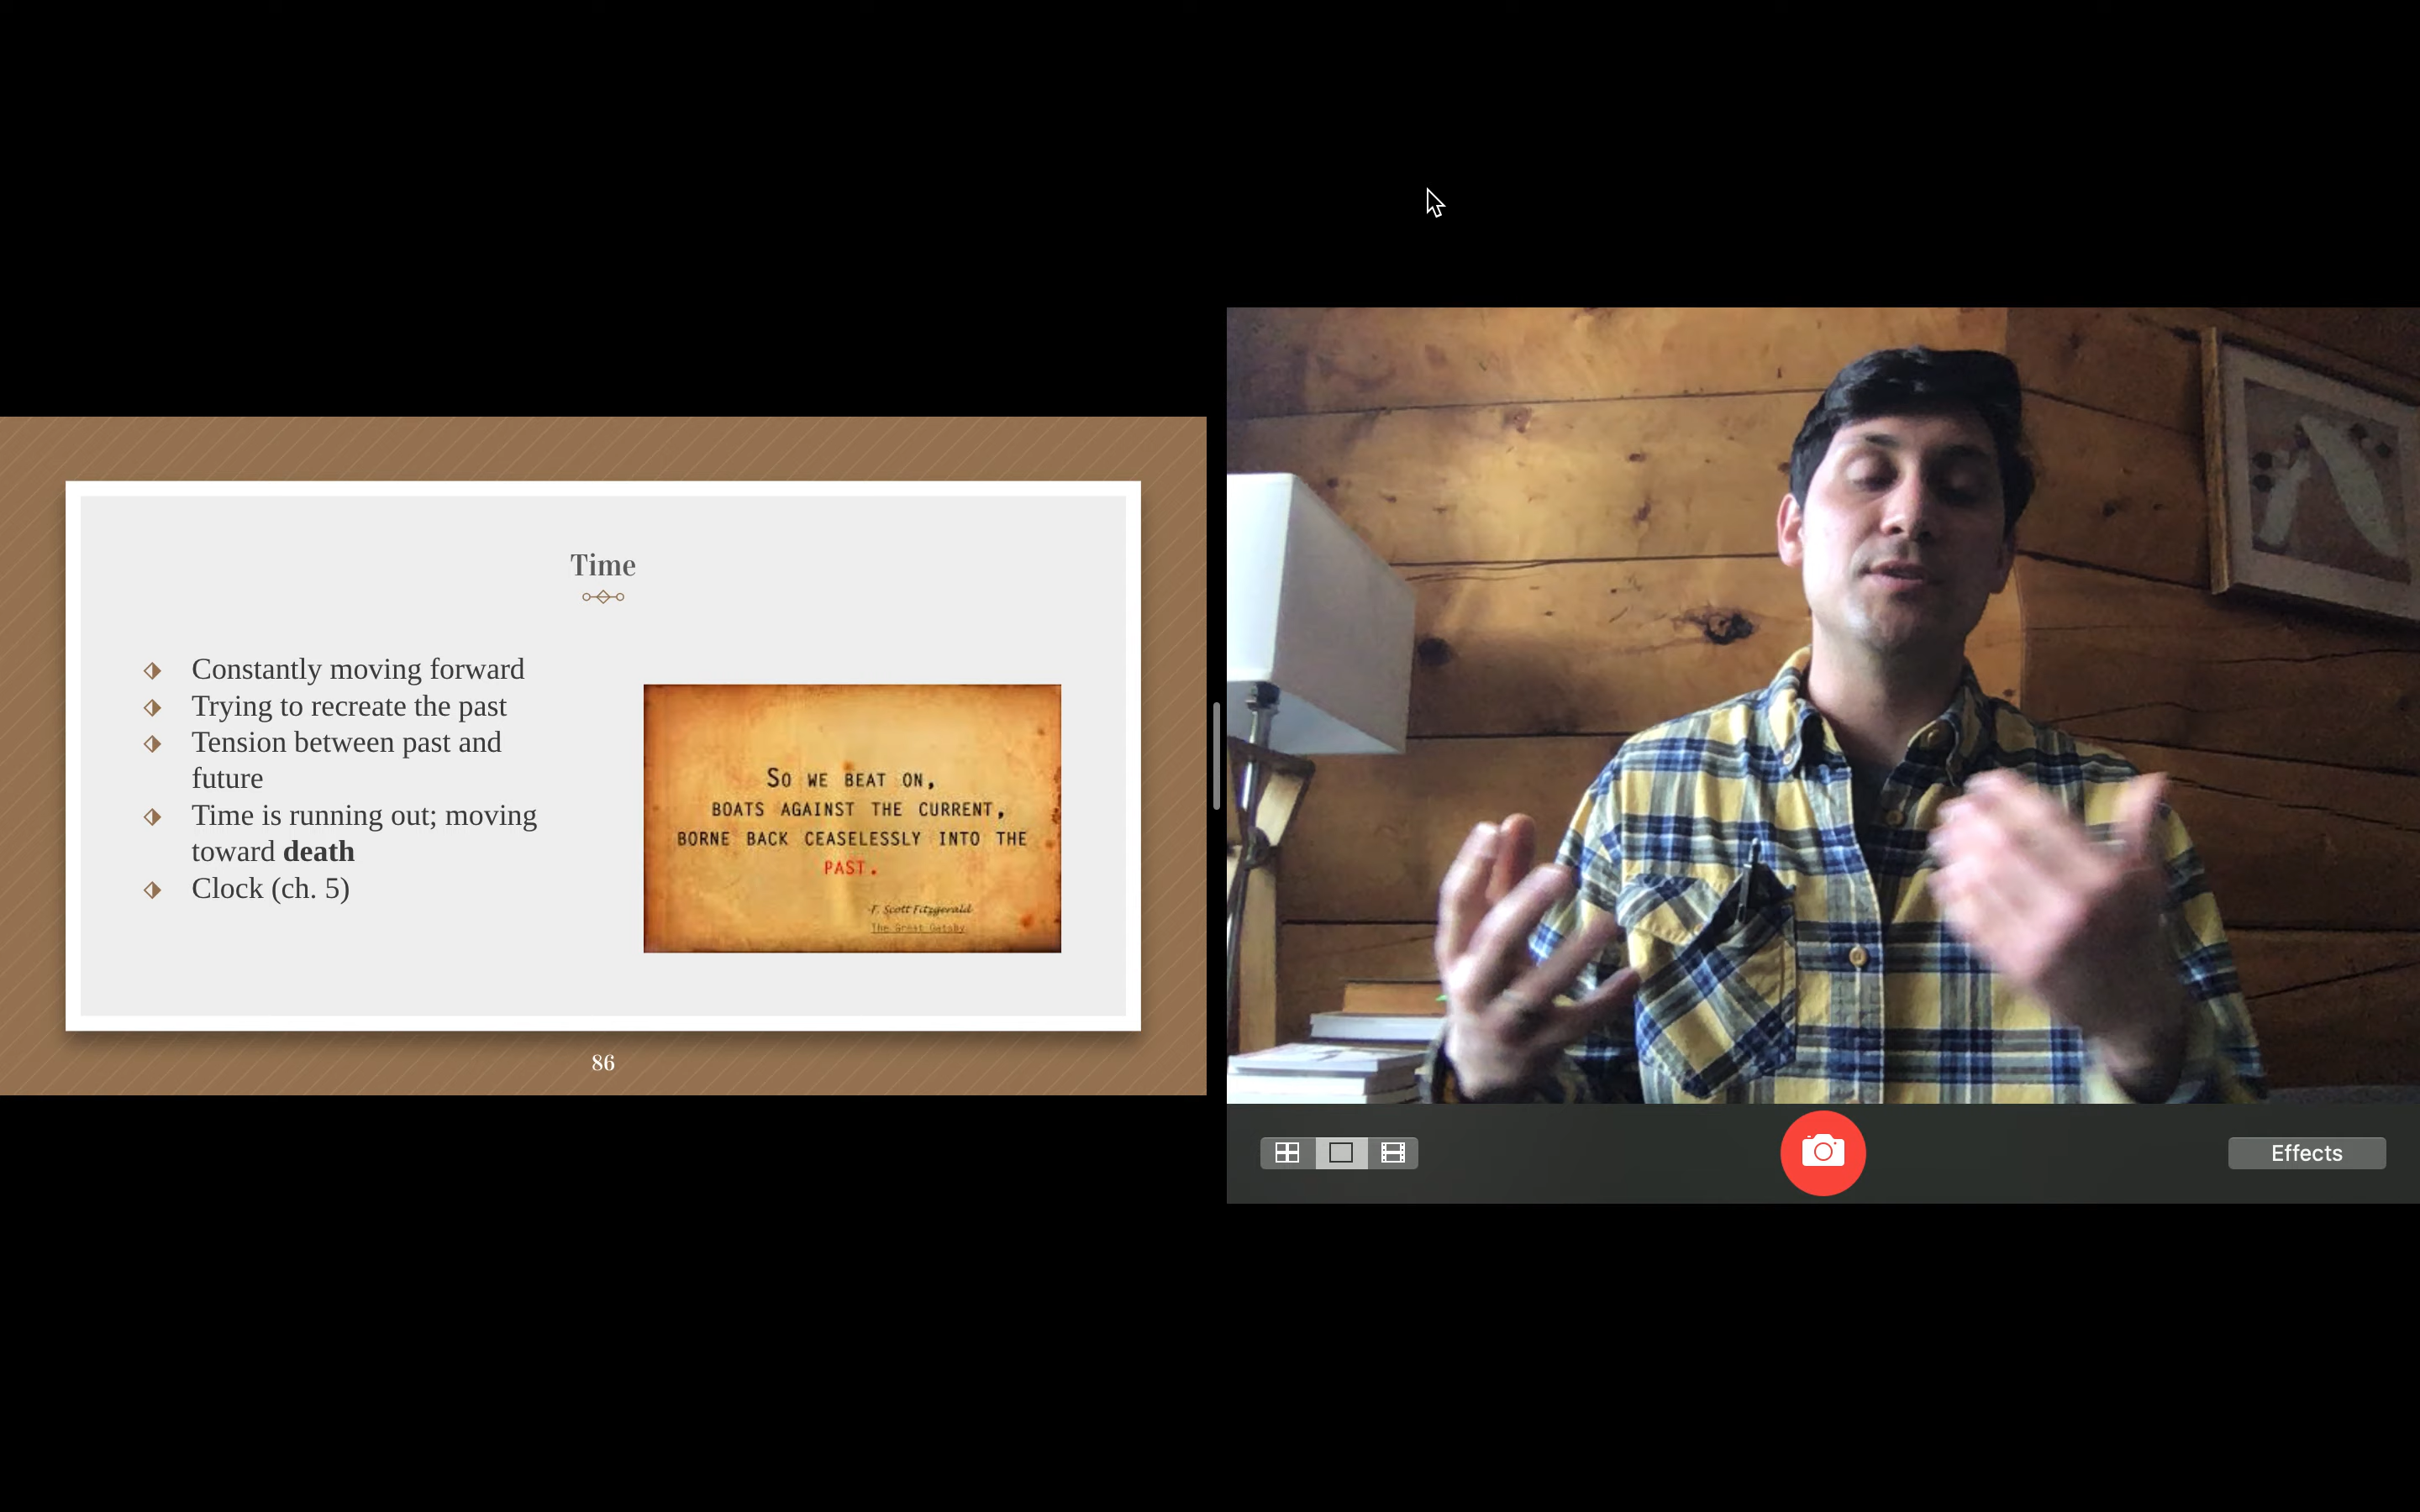 Time
Constantly moving forward
Trying to recreate the past
Tension between past and
future
Time is running out; moving
toward death
Clock (ch. 5)
So we beat on,
boats against the current,
borne back ceaselessly into the
past.
-F. Scott Fitzgerald
The Great Gatsby
86
Effects